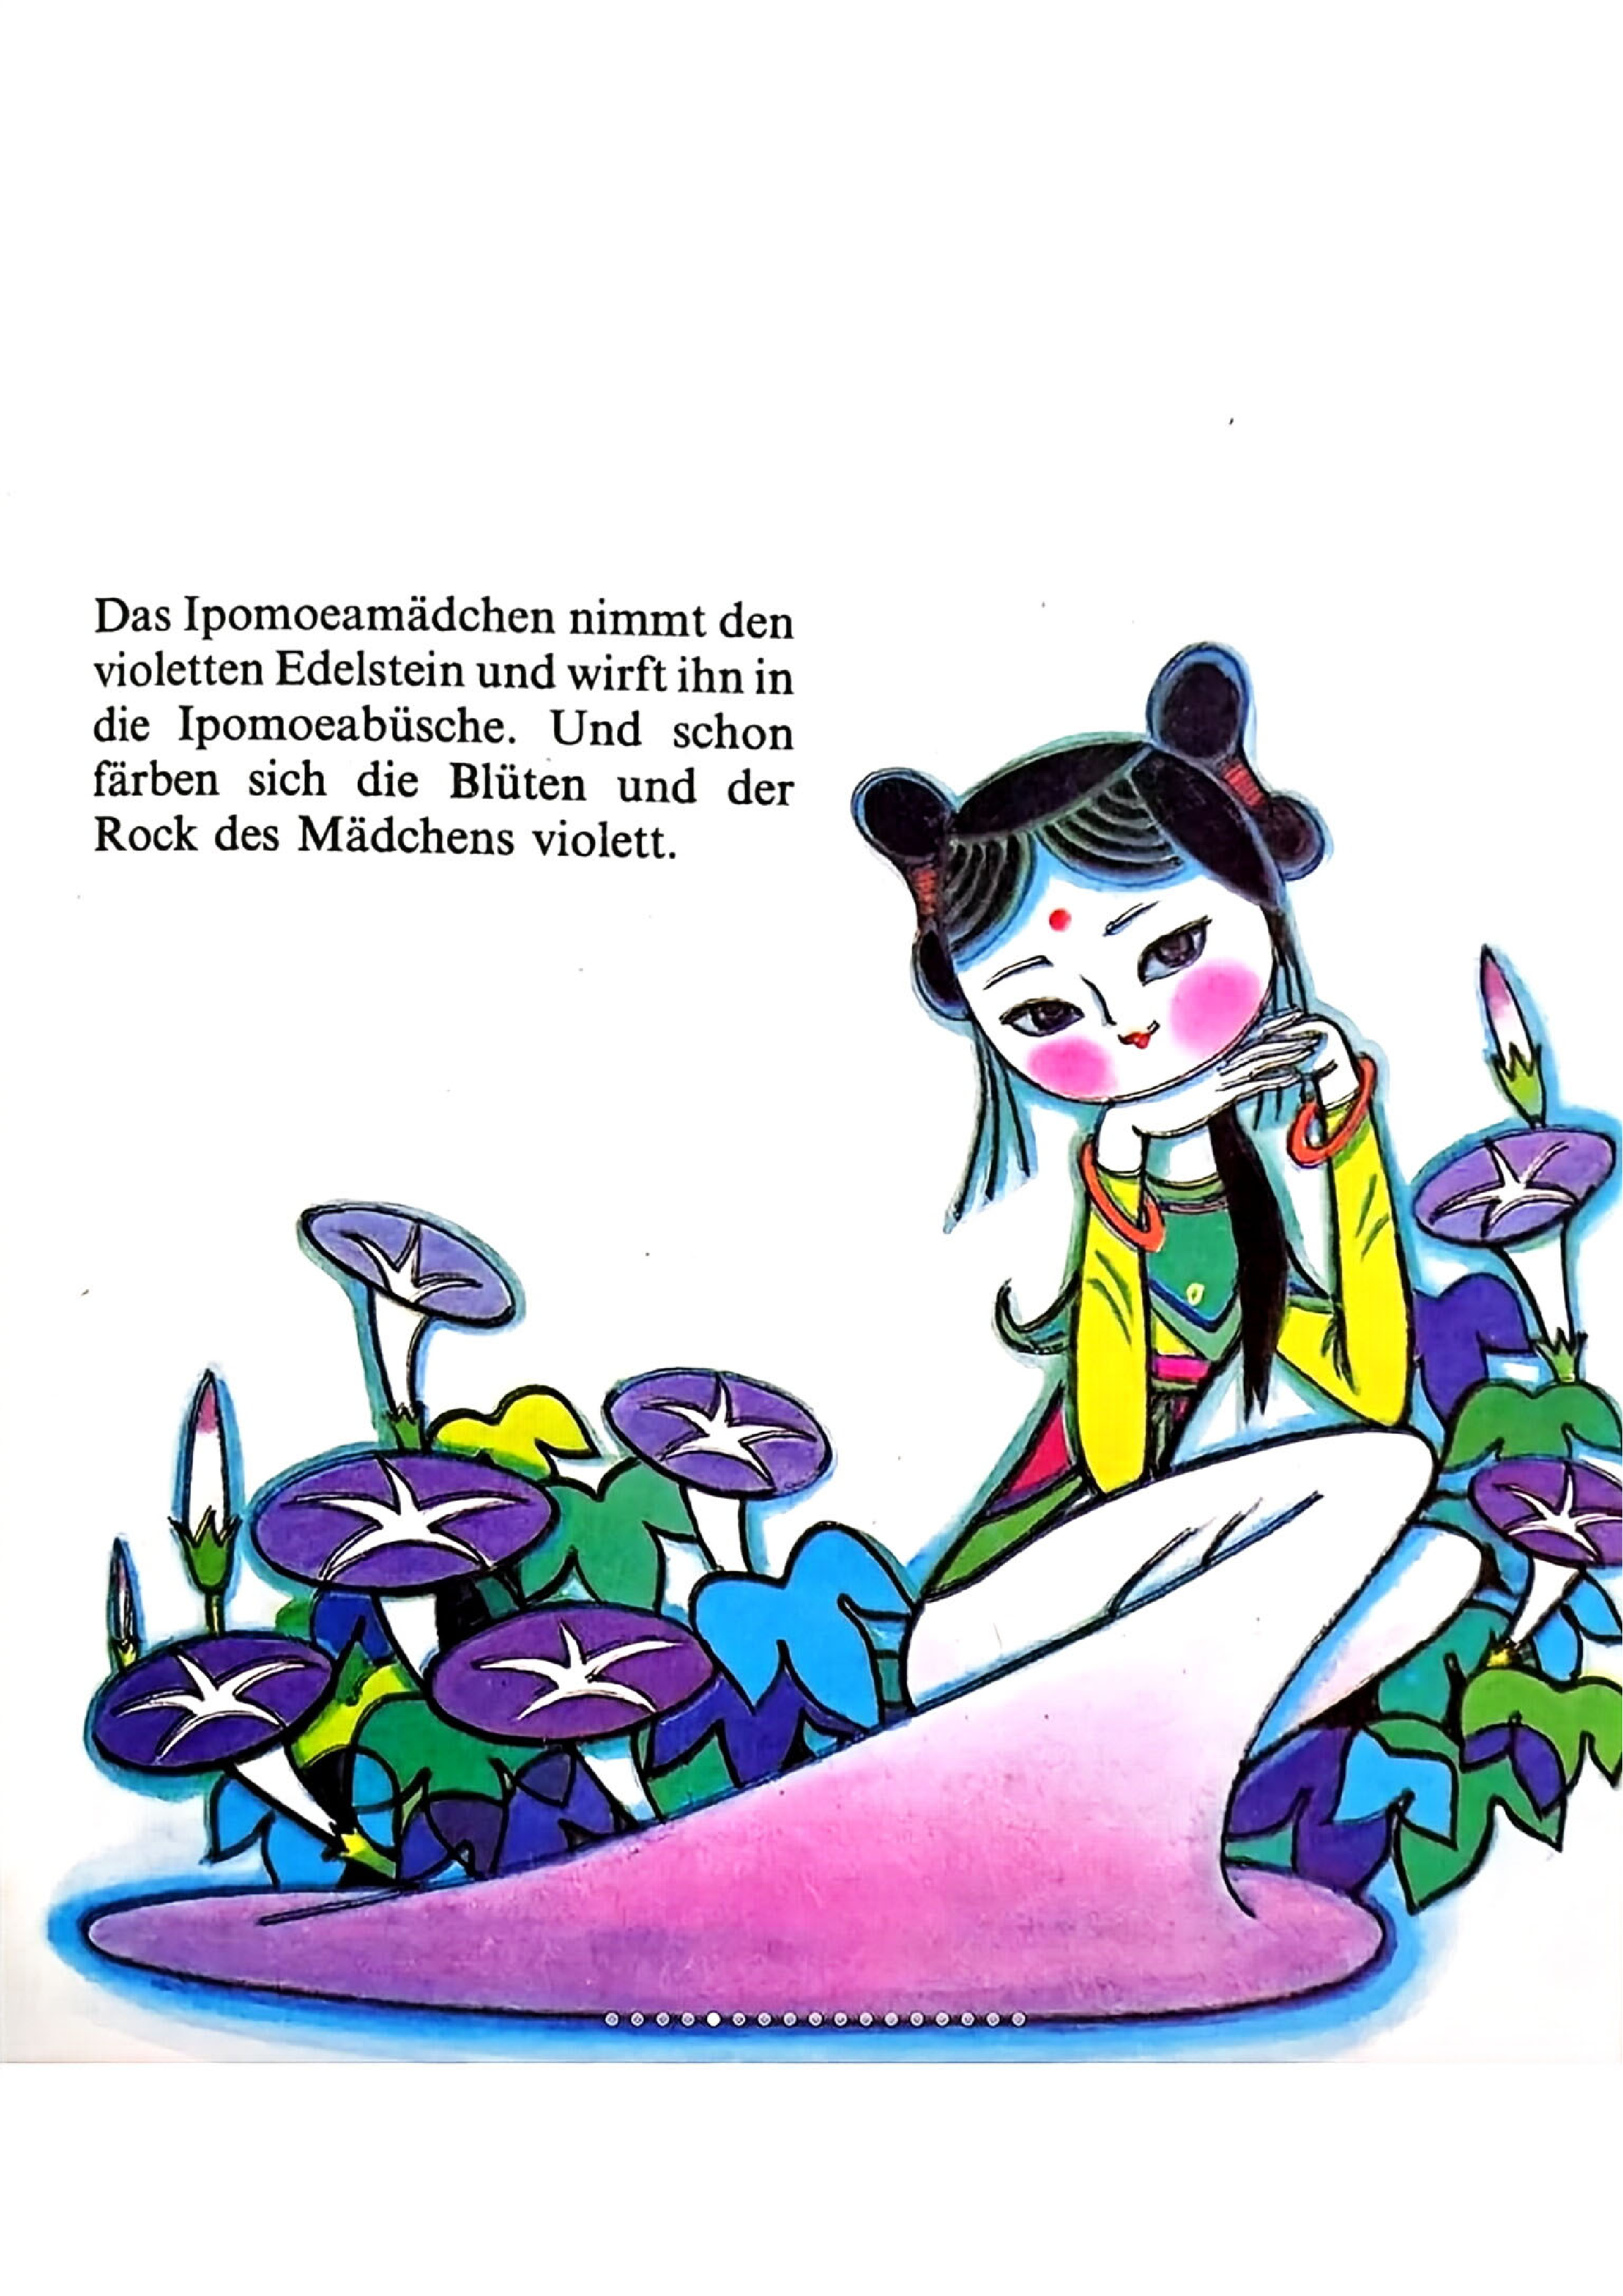 Das Ipomoeamädchen nimmt den
violetten Edelstein und wirft ihn in
die Ipomoeabüsche. Und schon
färben sich die Blüten und der
Rock des Mädchens violett.